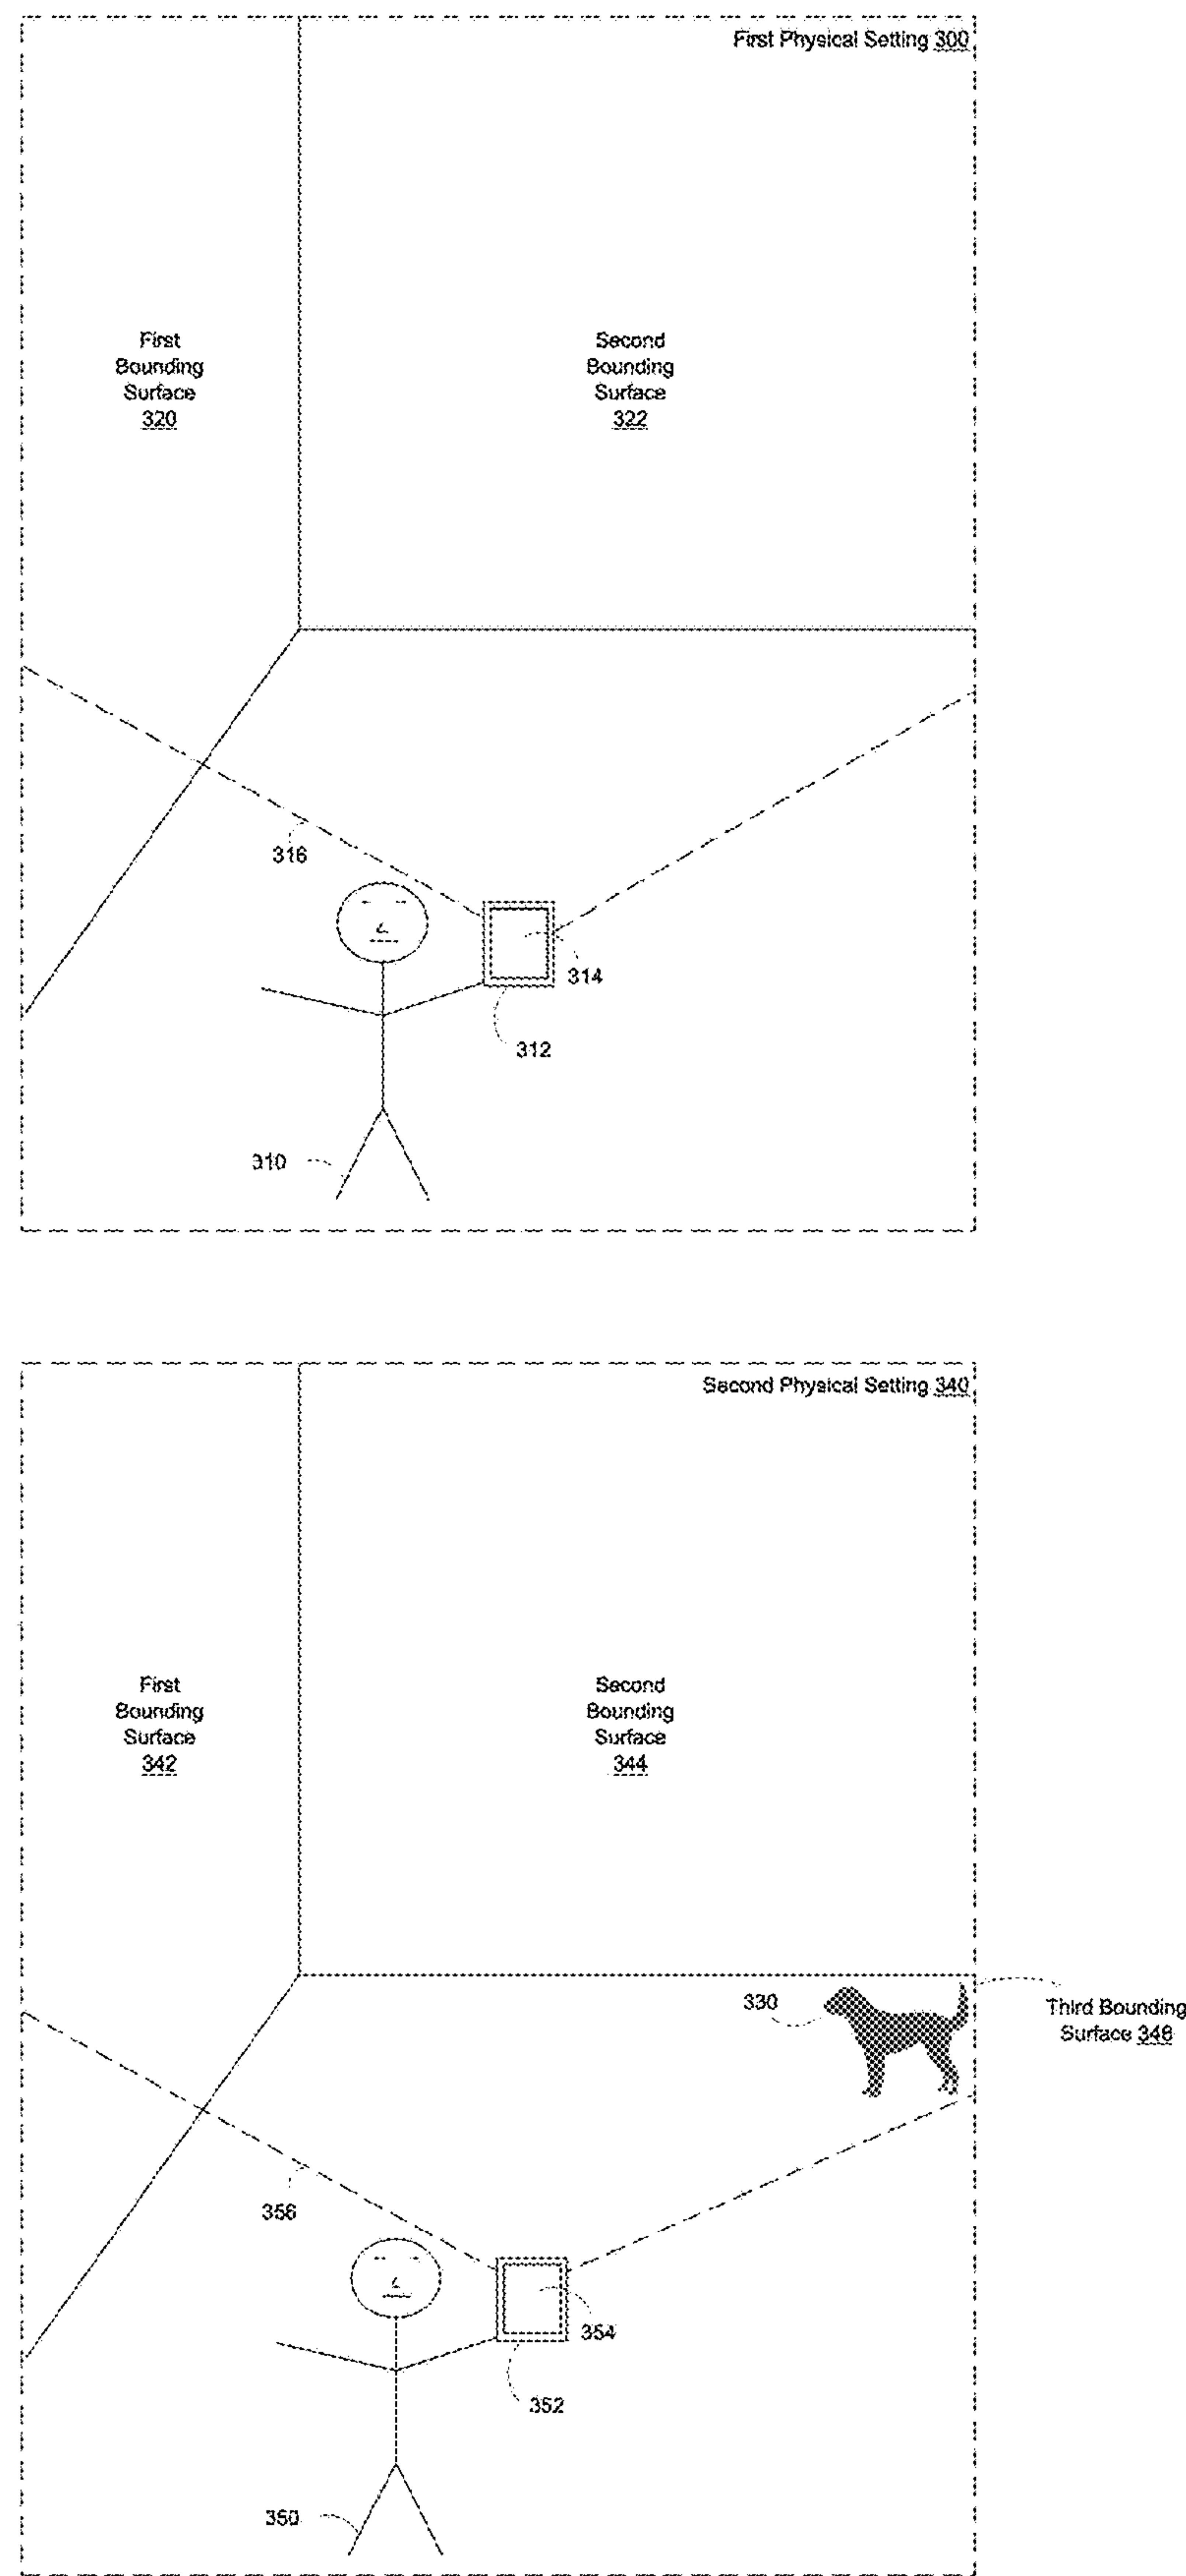 First Physical Setting 300
First
Bounding
Surface
320
Second
Bounding
Surface
322
316
314
312
310
Second Physical Setting 340
First
Bounding
Surface
342
Second
Bounding
Surface
344
330
Third Bounding
Surface 346
356
354
352
350